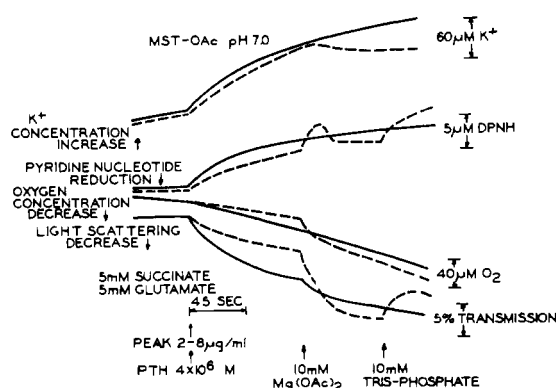 MST-OAc pH 7.0
60µM K+
K+
CONCENTRATION
INCREASE ↑
5µM DPNH
PYRIDINE NUCLEOTIDE
REDUCTION ↓
OXYGEN
CONCENTRATION
DECREASE ↓
LIGHT SCATTERING
DECREASE ↓
40µM O2
5mM SUCCINATE
5mM GLUTAMATE
45 SEC
5% TRANSMISSION
PEAK 2-8µg/ml
PTH 4×10⁶ M
10mM
Mg(OAc)2
10mM
TRIS-PHOSPHATE